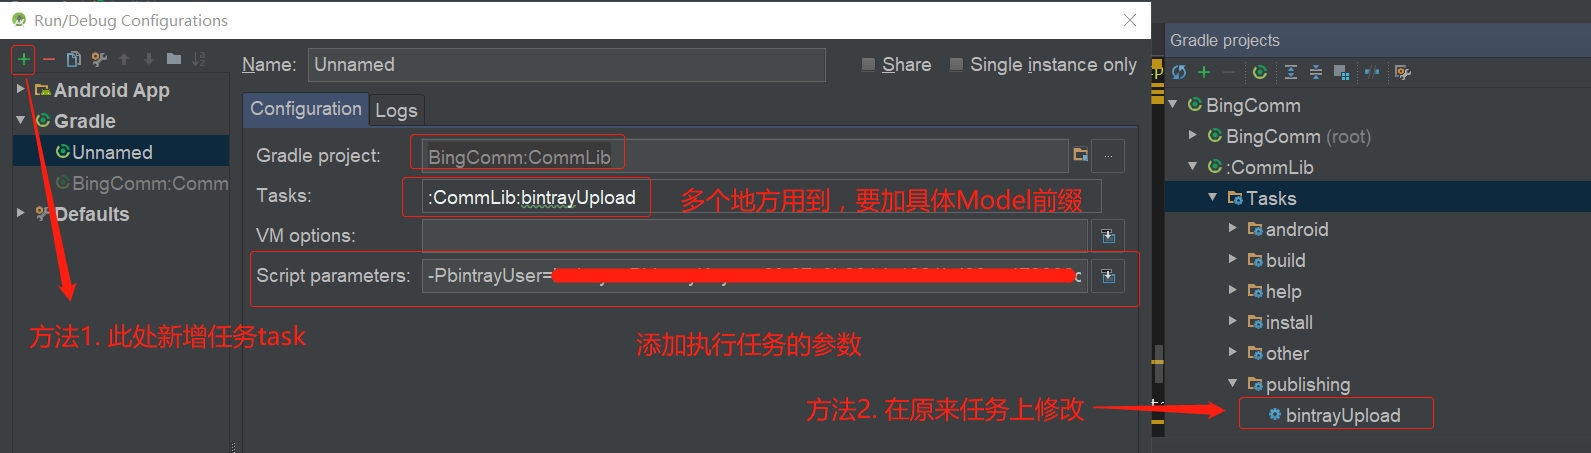 Run/Debug Configurations
Android App
Gradle
Unnamed
BingComm:Comm
Defaults
方法1. 此处新增任务task
Name: Unnamed
Share
Single instance only
Configuration
Logs
Gradle project: BingComm:CommLib
Tasks: :CommLib:bintrayUpload
多个地方用到，要加具体Model前缀
VM options:
Script parameters: -PbintrayUser=
添加执行任务的参数
方法2. 在原来任务上修改
Gradle projects
BingComm
BingComm (root)
:CommLib
Tasks
android
build
help
install
other
publishing
bintrayUpload